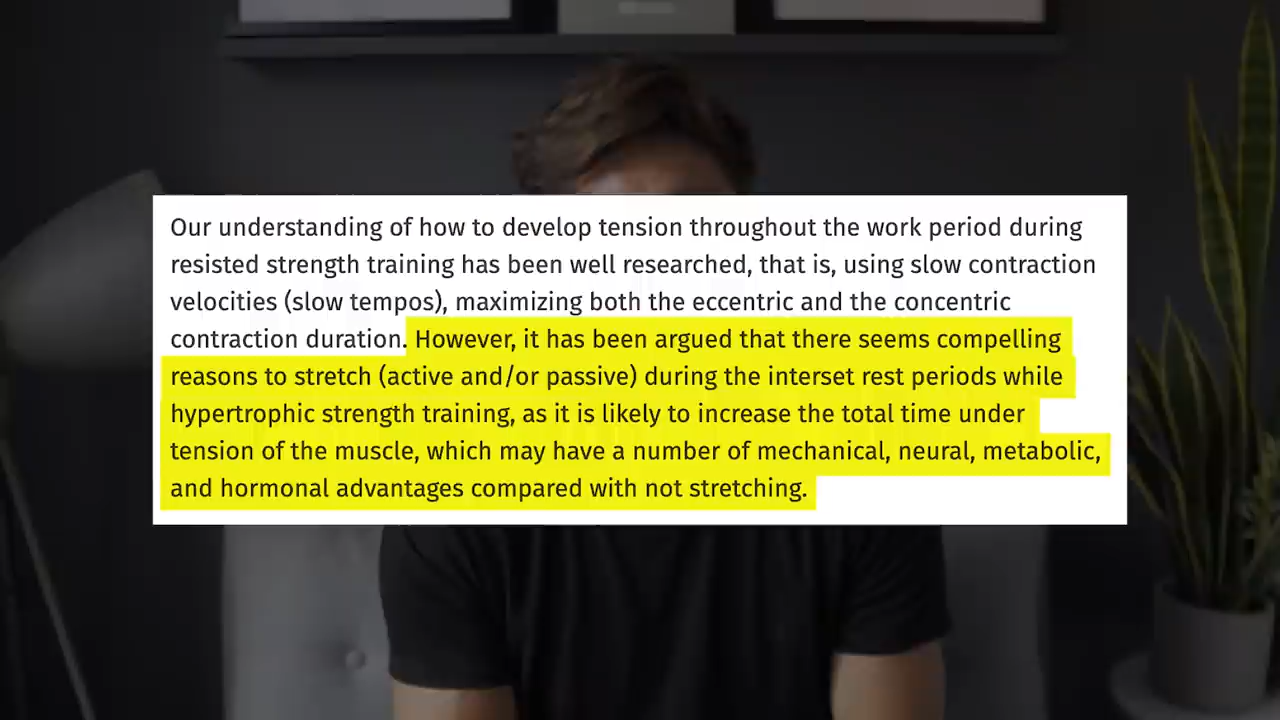 Our understanding of how to develop tension throughout the work period during
resisted strength training has been well researched, that is, using slow contraction
velocities (slow tempos), maximizing both the eccentric and the concentric
contraction duration. However, it has been argued that there seems compelling
reasons to stretch (active and/or passive) during the interset rest periods while
hypertrophic strength training, as it is likely to increase the total time under
tension of the muscle, which may have a number of mechanical, neural, metabolic,
and hormonal advantages compared with not stretching.